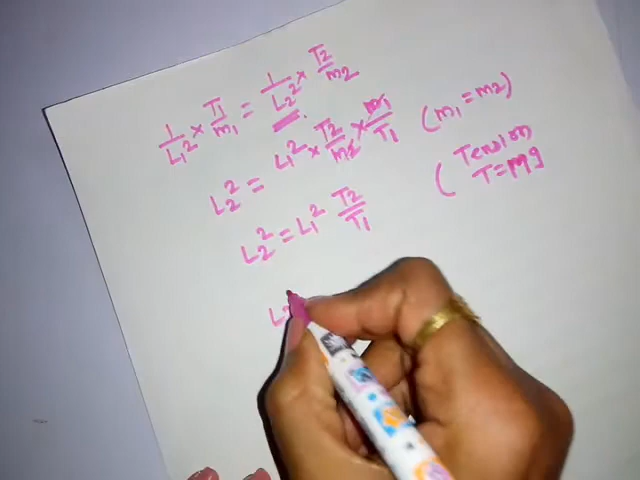 1/L₁² × T₁/m₁ = 1/L₂² × T₂/m₂
L₂² = L₁² × T₂/m₂ × m₁/T₁ (m₁ = m₂)
(Tension
T = Mg
L₂² = L₁² T₂/T₁
L₂